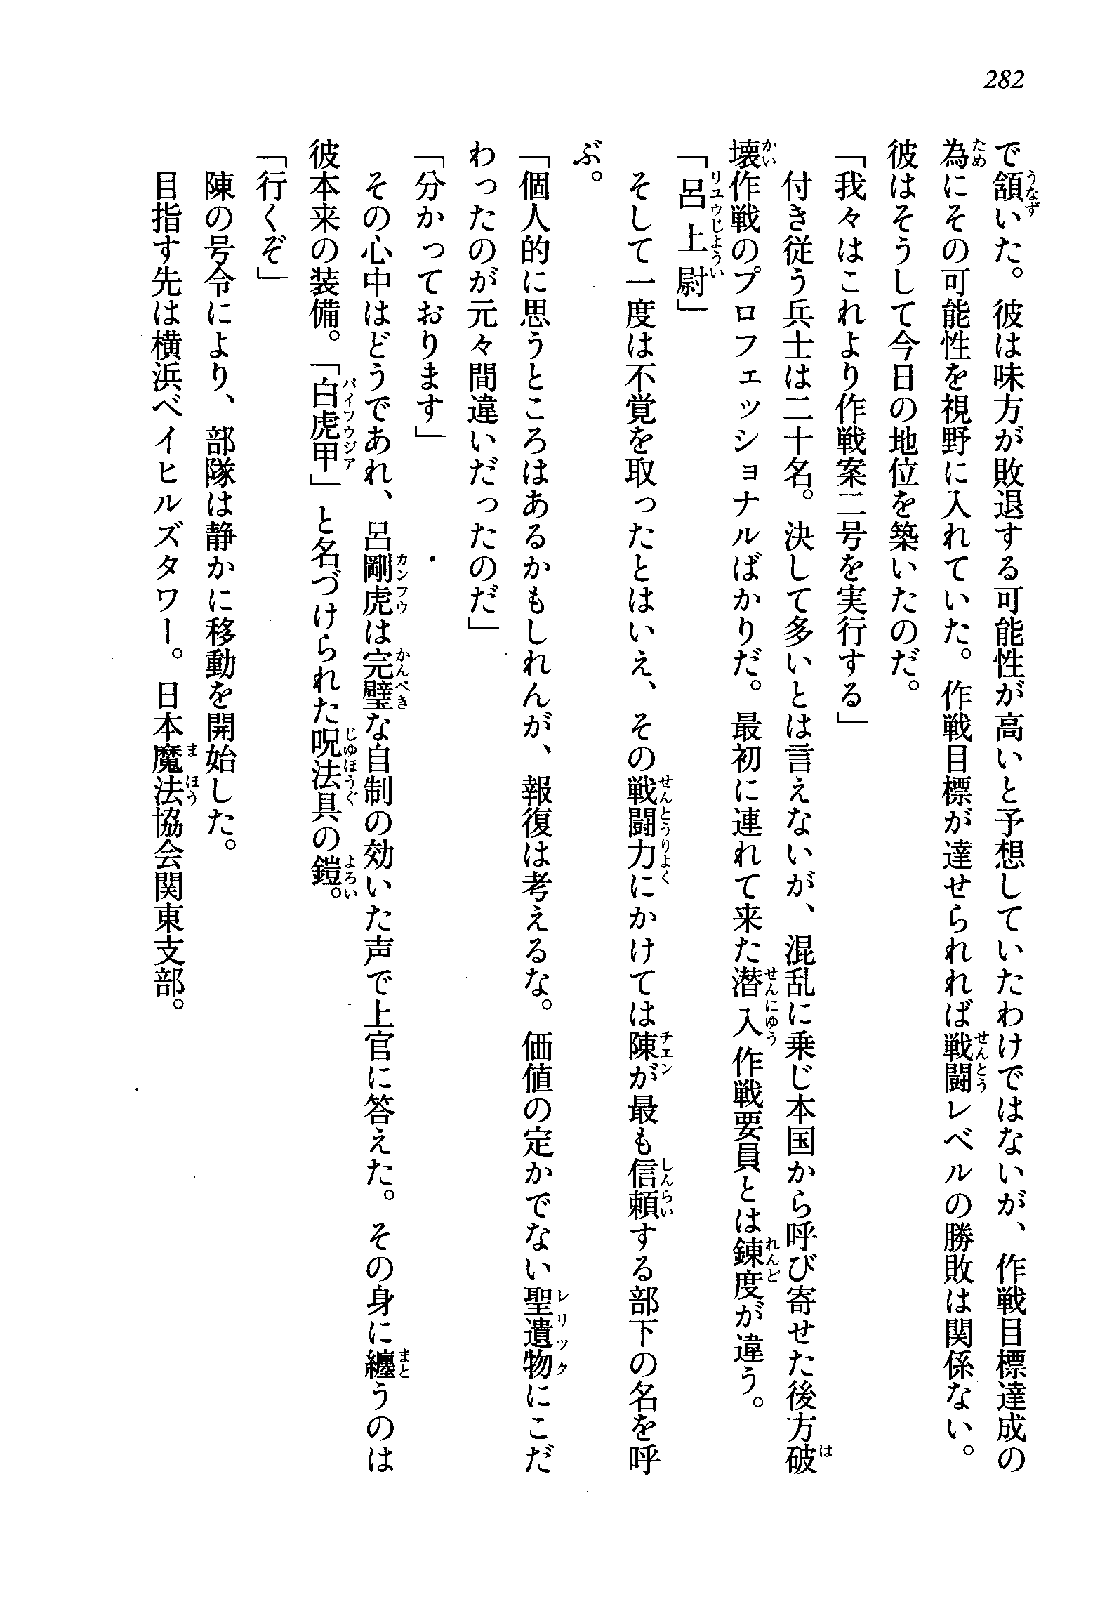 282
で頷いた。彼は味方が敗退する可能性が高いと予想していたわけではないが、作戦目標達成の
為にその可能性を視野に入れていた。作戦目標が達せられれば戦闘レベルの勝敗は関係ない。
彼はそうして今日の地位を築いたのだ。
「我々はこれより作戦案二号を実行する」
付き従う兵士は二十名。決して多いとは言えないが、混乱に乗じ本国から呼び寄せた後方破
壊作戦のプロフェッショナルばかりだ。最初に連れて来た潜入作戦要員とは錬度が違う。
「呂上尉」
そして一度は不覚を取ったとはいえ、その戦闘力にかけては陳が最も信頼する部下の名を呼
ぶ。
「個人的に思うところはあるかもしれんが、報復は考えるな。価値の定かでない聖遺物にこだ
わったのが元々間違いだったのだ」
「分かっております」
その心中はどうであれ、呂剛虎は完璧な自制の効いた声で上官に答えた。その身に纏うのは
彼本来の装備。「白虎甲」と名づけられた呪法具の鎧。
「行くぞ」
陳の号令により、部隊は静かに移動を開始した。
目指す先は横浜ベイヒルズタワー。日本魔法協会関東支部。